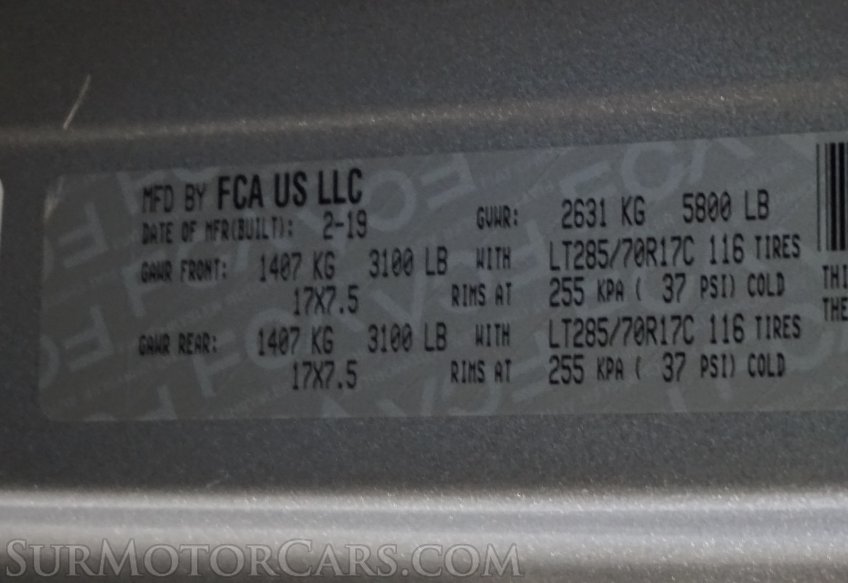 MFD BY FCA US LLC
DATE OF MFR(BUILT): 2-19 GVWR: 2631 KG 5800 LB
GAWR FRONT: 1407 KG 3100 LB WITH LT285/70R17C 116 TIRES
17X7.5 RIMS AT 255 KPA ( 37 PSI) COLD
GAWR REAR: 1407 KG 3100 LB WITH LT285/70R17C 116 TIRES
17X7.5 RIMS AT 255 KPA ( 37 PSI) COLD
THI
THE
SURMOTORCARS.COM